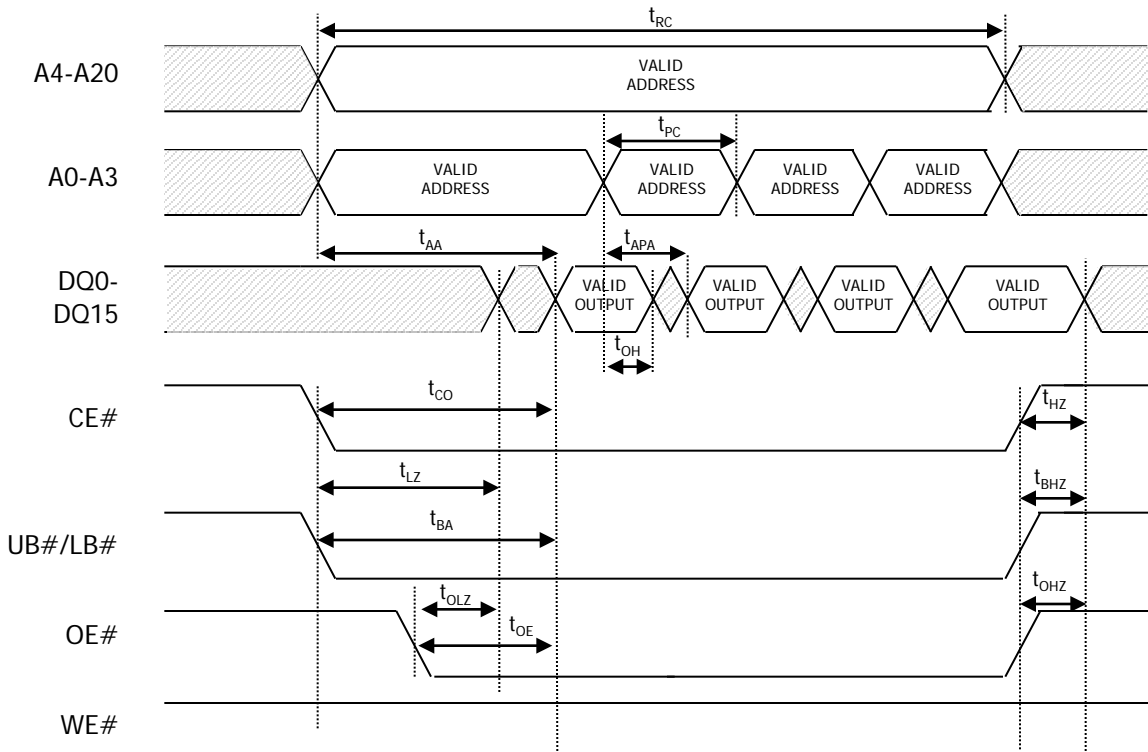 tRC
A4-A20
VALID
ADDRESS
tPC
A0-A3
VALID
ADDRESS
VALID
ADDRESS
VALID
ADDRESS
VALID
ADDRESS
tAA
tAPA
DQ0-
DQ15
VALID
OUTPUT
VALID
OUTPUT
VALID
OUTPUT
VALID
OUTPUT
tOH
CE#
tCO
tHZ
tLZ
tBHZ
UB#/LB#
tBA
tOLZ
tOHZ
OE#
tOE
WE#